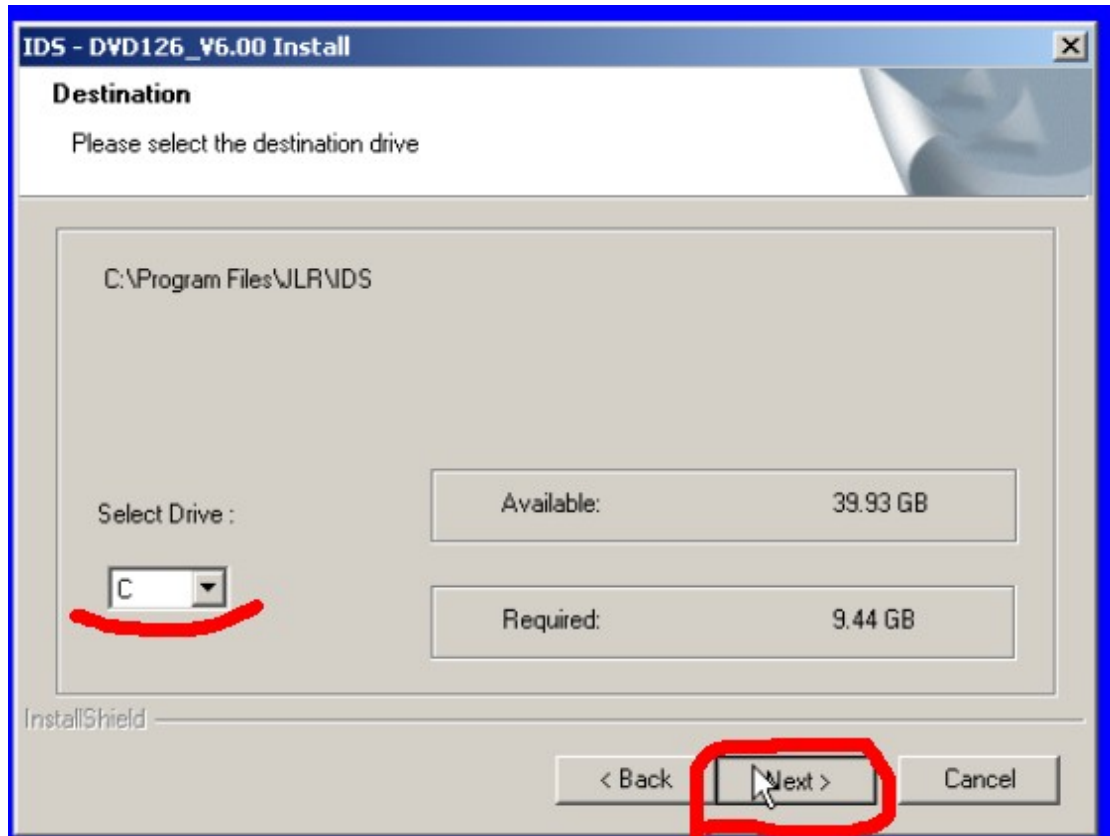 IDS - DVD126_V6.00 Install
Destination
Please select the destination drive
C:\Program Files\JLR\IDS
Select Drive :
C
Available: 39.93 GB
Required: 9.44 GB
InstallShield
< Back Next > Cancel